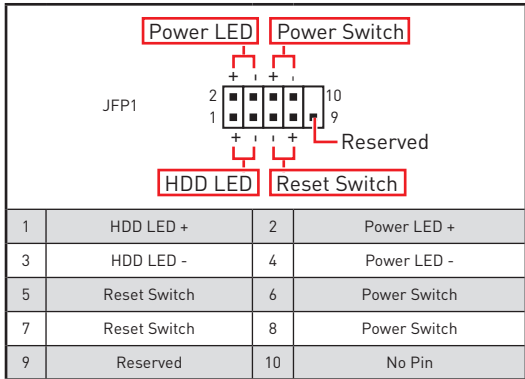 Power LED Power Switch
+ - + -
JFP1
2 10
1 9
+ - - +
Reserved
HDD LED Reset Switch
1 HDD LED + 2 Power LED +
3 HDD LED - 4 Power LED -
5 Reset Switch 6 Power Switch
7 Reset Switch 8 Power Switch
9 Reserved 10 No Pin